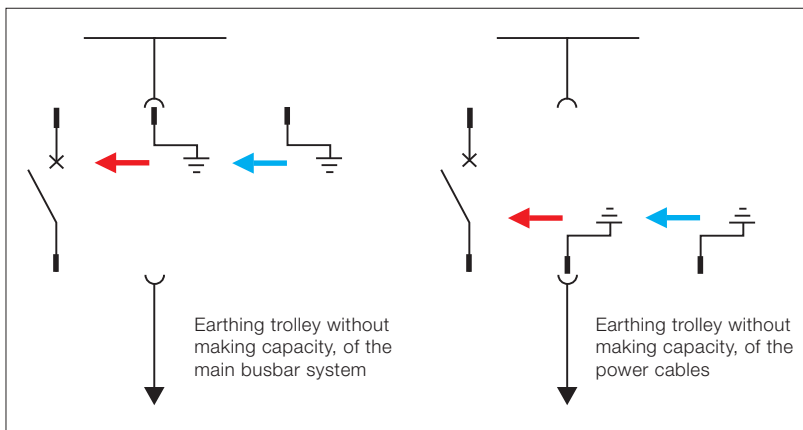 Earthing trolley without
making capacity, of the
main busbar system
Earthing trolley without
making capacity, of the
power cables